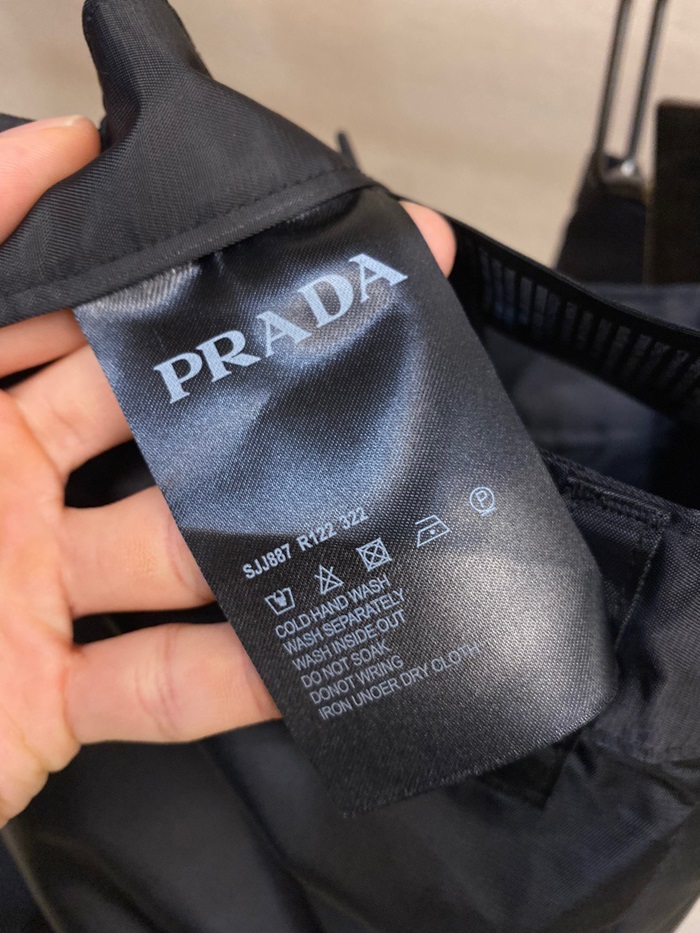 PRADA
SJJ887 R122 322
P
COLD HAND WASH
WASH SEPARATELY
WASH INSIDE OUT
DO NOT SOAK
DONOT WRING
IRON UNDER DRY CLOTH